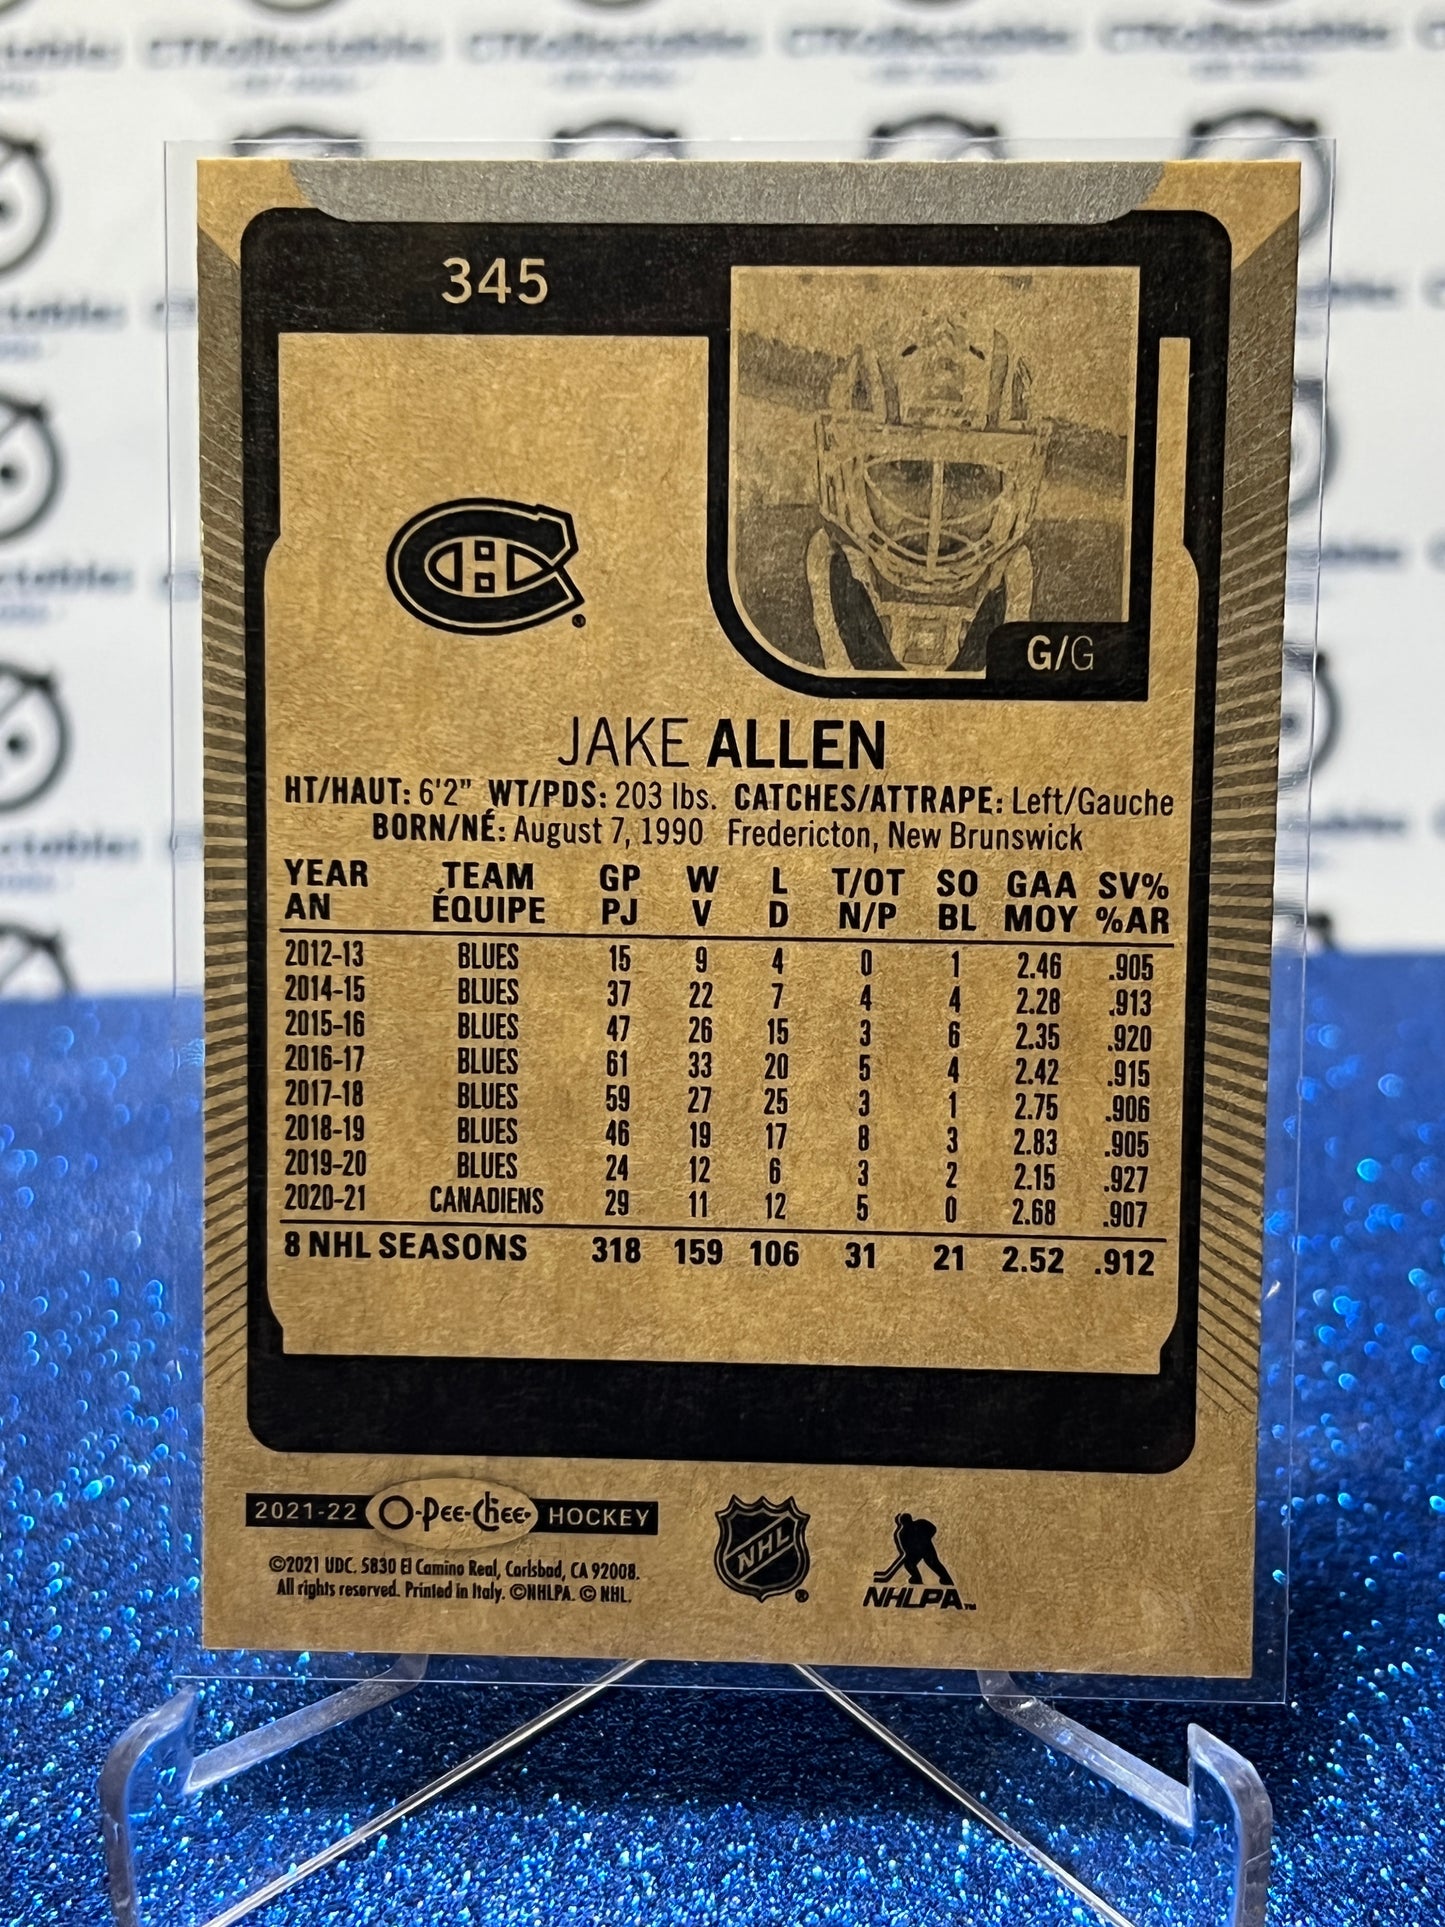 CTKollectables CTKollectables CTKollectables CTKollectables
345
G/G
JAKE ALLEN
HT/HAUT: 6'2" WT/PDS: 203 lbs. CATCHES/ATTRAPE: Left/Gauche
BORN/NÉ: August 7, 1990 Fredericton, New Brunswick
YEAR TEAM GP W L T/OT SO GAA SV%
AN ÉQUIPE PJ V D N/P BL MOY %AR
2012-13 BLUES 15 9 4 0 1 2.46 .905
2014-15 BLUES 37 22 7 4 4 2.28 .913
2015-16 BLUES 47 26 15 3 6 2.35 .920
2016-17 BLUES 61 33 20 5 4 2.42 .915
2017-18 BLUES 59 27 25 3 1 2.75 .906
2018-19 BLUES 46 19 17 8 3 2.83 .905
2019-20 BLUES 24 12 6 3 2 2.15 .927
2020-21 CANADIENS 29 11 12 5 0 2.68 .907
8 NHL SEASONS 318 159 106 31 21 2.52 .912
2021-22 O-Pee-Chee HOCKEY
©2021 UDC. 5830 El Camino Real, Carlsbad, CA 92008.
All rights reserved. Printed in Italy. ©NHLPA. © NHL.
NHL ®
NHLPA™